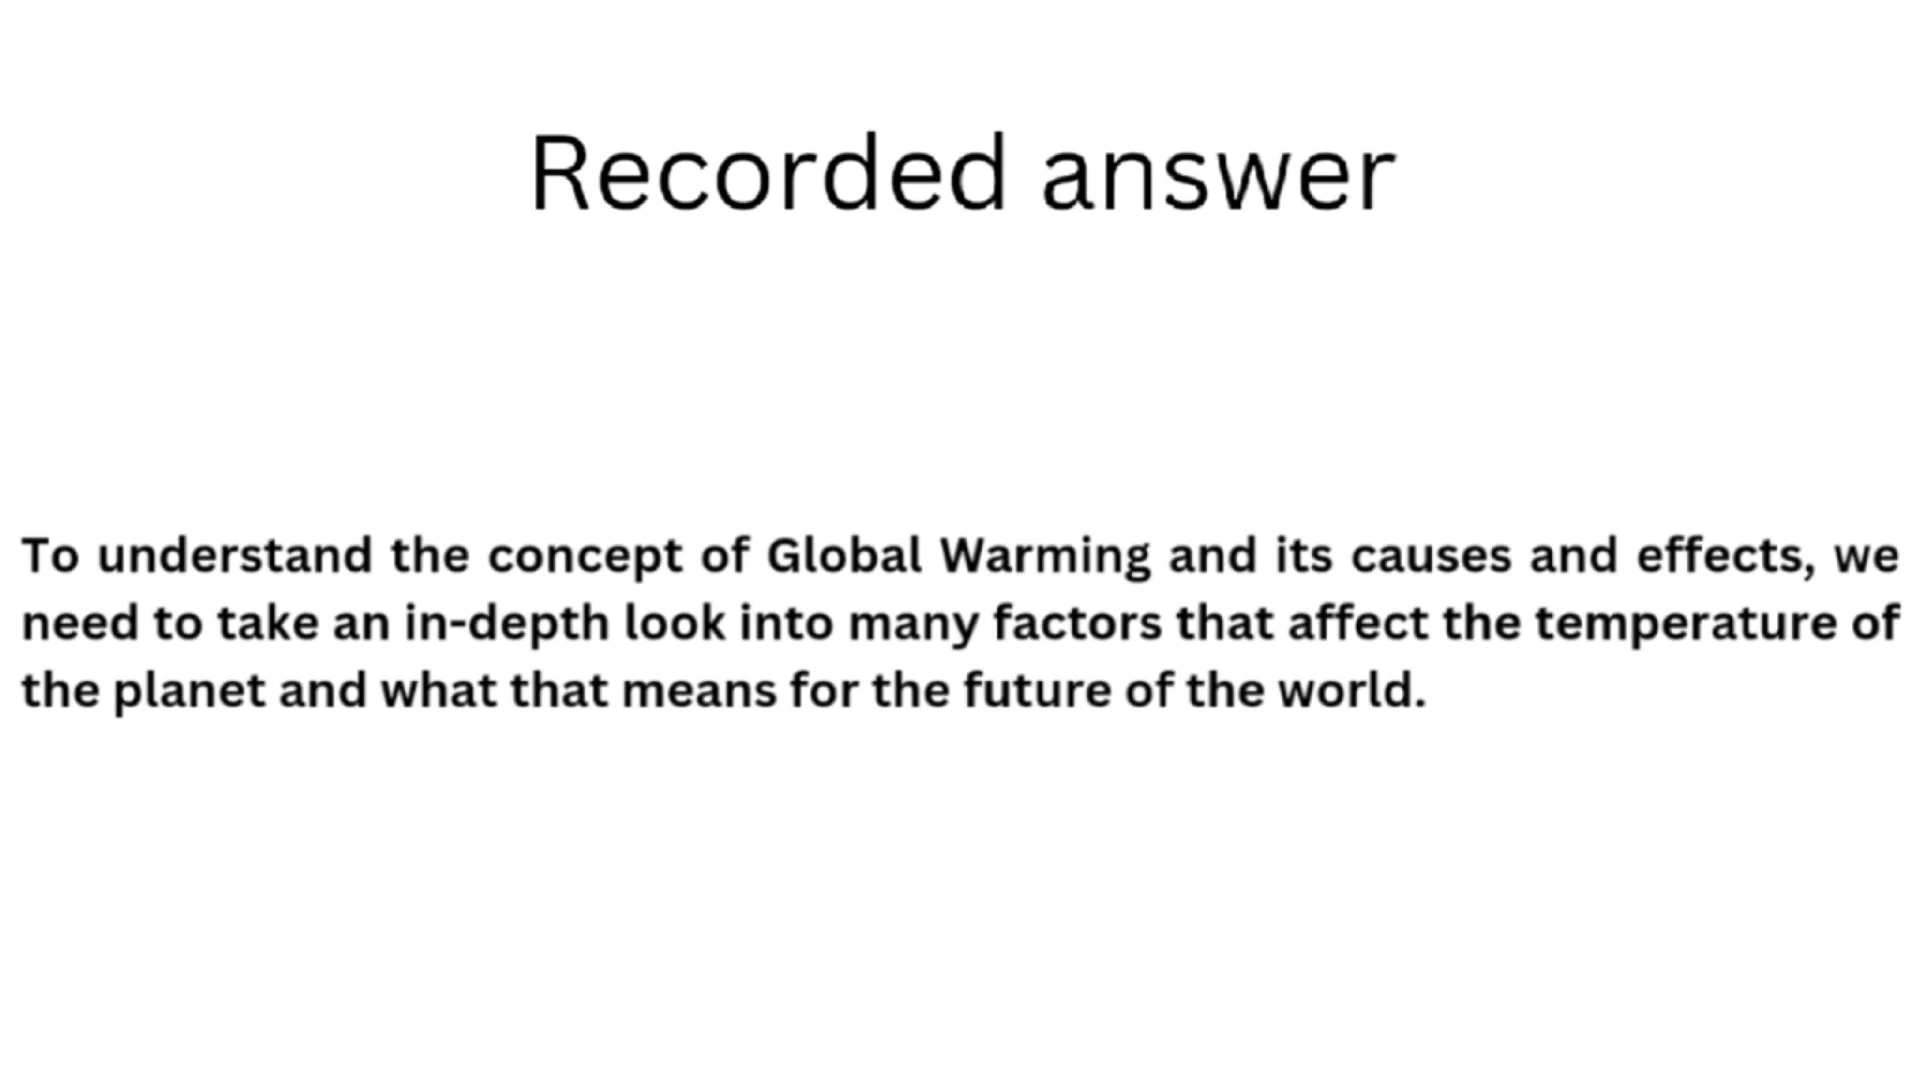 Recorded answer
To understand the concept of Global Warming and its causes and effects, we
need to take an in-depth look into many factors that affect the temperature of
the planet and what that means for the future of the world.